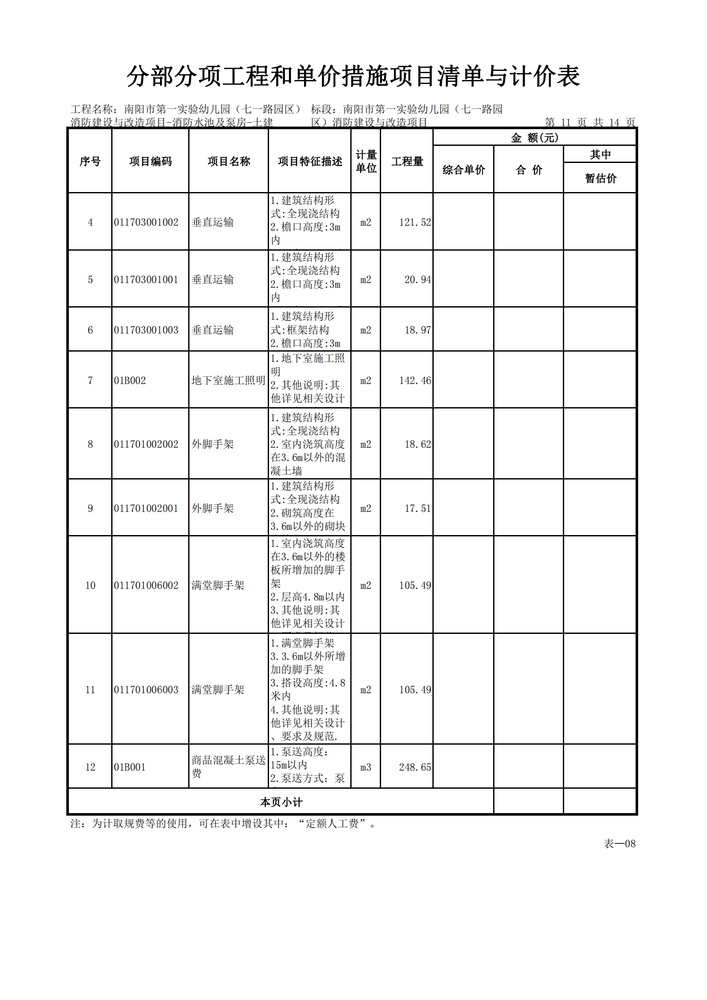 分部分项工程和单价措施项目清单与计价表
工程名称：南阳市第一实验幼儿园（七一路园区）
消防建设与改造项目-消防水池及泵房-土建
标段：南阳市第一实验幼儿园（七一路园
区）消防建设与改造项目
第 11 页 共 14 页
序号
项目编码
项目名称
项目特征描述
计量
单位
工程量
金 额(元)
综合单价
合 价
其中
暂估价
4
011703001002
垂直运输
1.建筑结构形
式:全现浇结构
2.檐口高度:3m
内
m2
121.52
5
011703001001
垂直运输
1.建筑结构形
式:全现浇结构
2.檐口高度:3m
内
m2
20.94
6
011703001003
垂直运输
1.建筑结构形
式:框架结构
2.檐口高度:3m
m2
18.97
7
01B002
地下室施工照明
1.地下室施工照
明
2.其他说明:其
他详见相关设计
m2
142.46
8
011701002002
外脚手架
1.建筑结构形
式:全现浇结构
2.室内浇筑高度
在3.6m以外的混
凝土墙
m2
18.62
9
011701002001
外脚手架
1.建筑结构形
式:全现浇结构
2.砌筑高度在
3.6m以外的砌块
m2
17.51
10
011701006002
满堂脚手架
1.室内浇筑高度
在3.6m以外的楼
板所增加的脚手
架
2.层高4.8m以内
3.其他说明:其
他详见相关设计
m2
105.49
11
011701006003
满堂脚手架
1.满堂脚手架
3.3.6m以外所增
加的脚手架
3.搭设高度:4.8
米内
4.其他说明:其
他详见相关设计
、要求及规范.
m2
105.49
12
01B001
商品混凝土泵送
费
1.泵送高度：
15m以内
2.泵送方式：泵
m3
248.65
本页小计
注：为计取规费等的使用，可在表中增设其中：“定额人工费”。
表—08